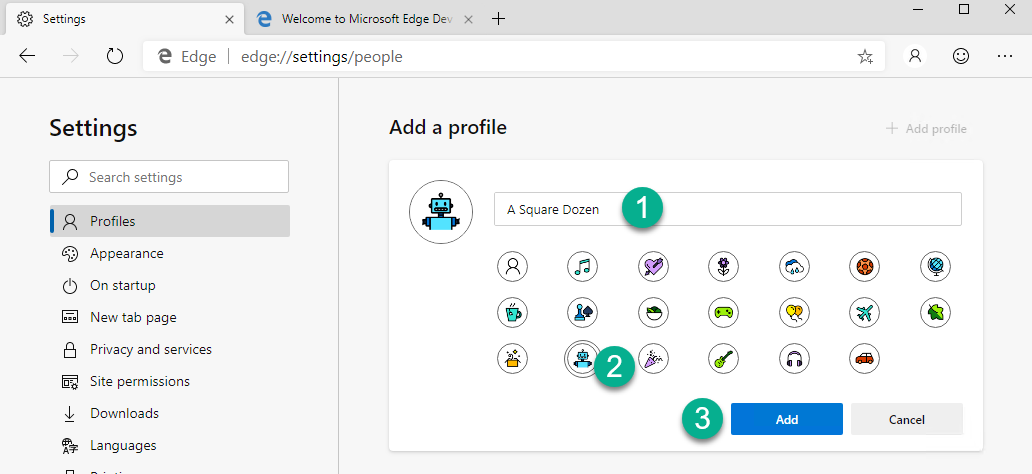 Settings
Welcome to Microsoft Edge Dev
Edge
edge://settings/people
Settings
Search settings
Profiles
Appearance
On startup
New tab page
Privacy and services
Site permissions
Downloads
Languages
Add a profile
Add profile
A Square Dozen
1
2
3
Add
Cancel